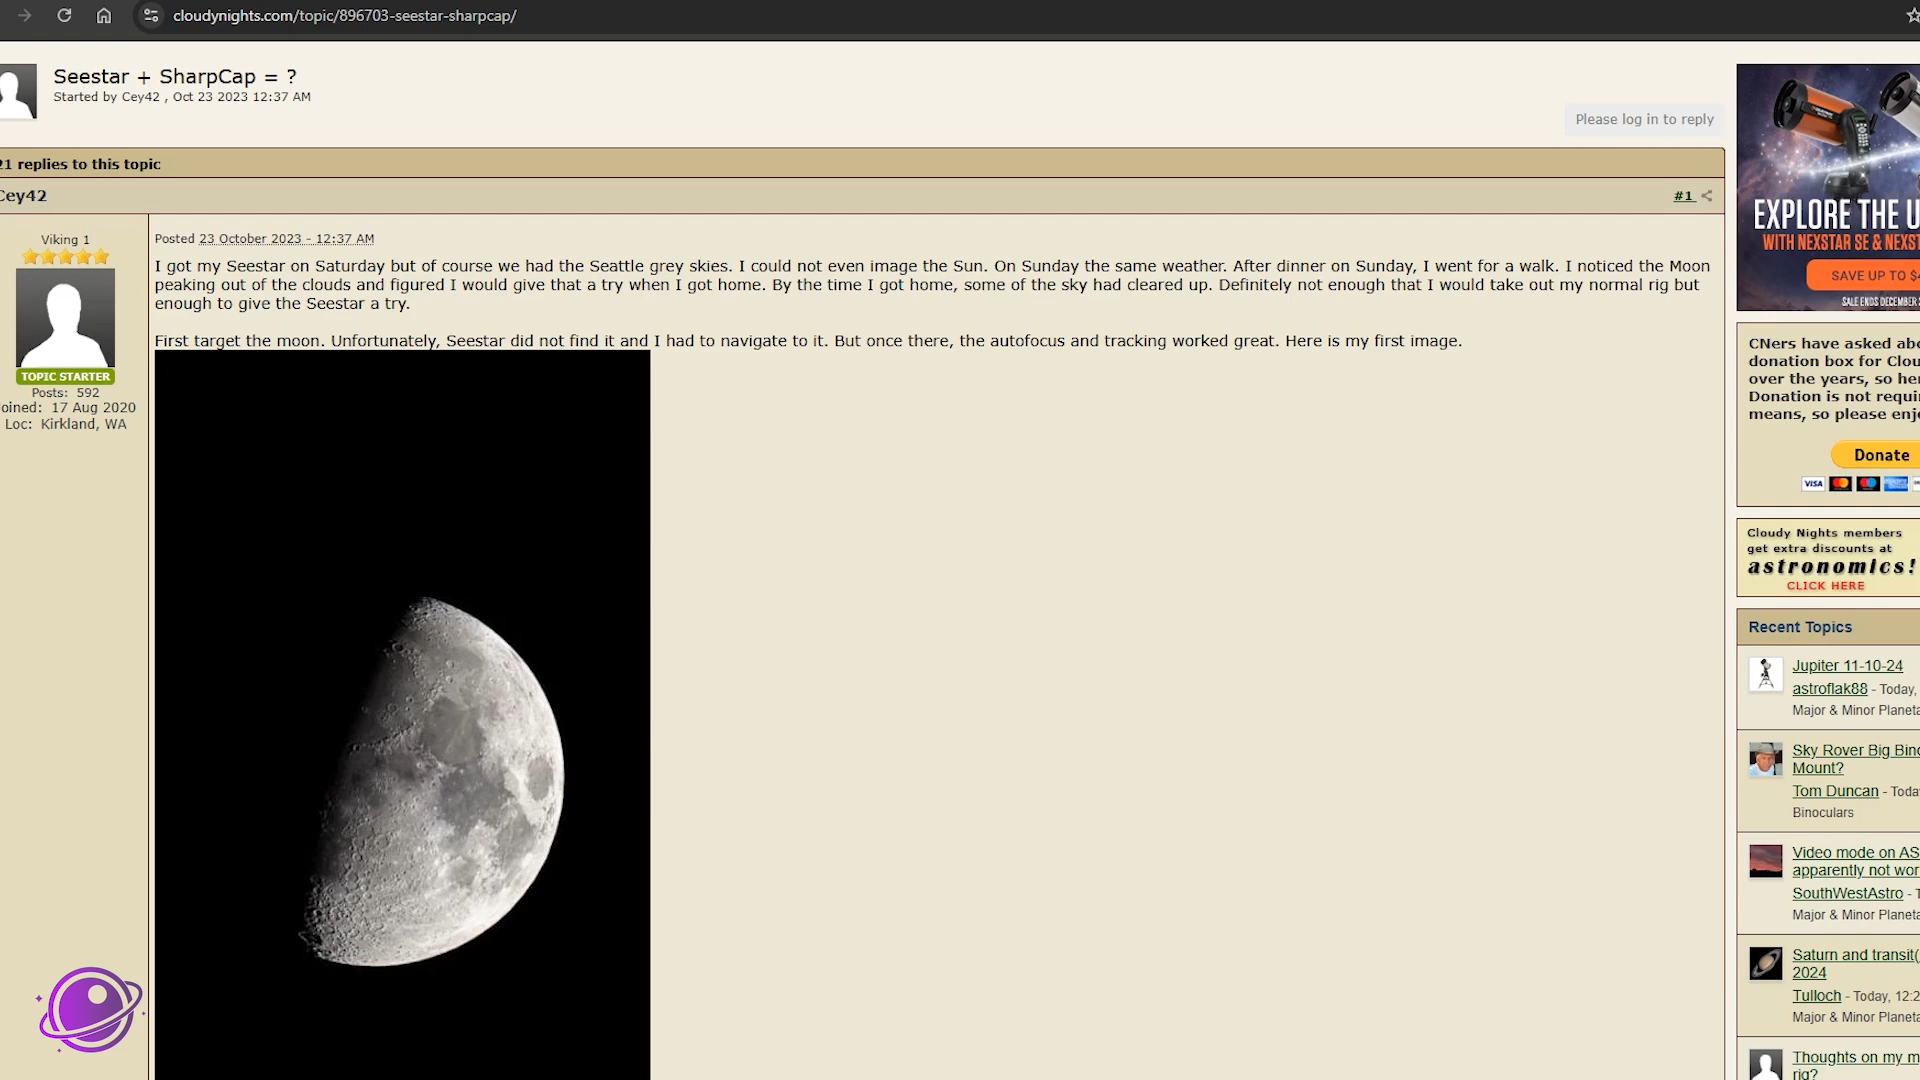 cloudynights.com/topic/896703-seestar-sharpcap/
Seestar + SharpCap = ?
Started by Cey42 , Oct 23 2023 12:37 AM
Please log in to reply
21 replies to this topic
Cey42
#1
Viking 1
TOPIC STARTER
Posts: 592
Joined: 17 Aug 2020
Loc: Kirkland, WA
Posted 23 October 2023 - 12:37 AM
I got my Seestar on Saturday but of course we had the Seattle grey skies. I could not even image the Sun. On Sunday the same weather. After dinner on Sunday, I went for a walk. I noticed the Moon
peaking out of the clouds and figured I would give that a try when I got home. By the time I got home, some of the sky had cleared up. Definitely not enough that I would take out my normal rig but
enough to give the Seestar a try.
First target the moon. Unfortunately, Seestar did not find it and I had to navigate to it. But once there, the autofocus and tracking worked great. Here is my first image.
EXPLORE THE U
WITH NEXSTAR SE & NEXST
SAVE UP TO $4
SALE ENDS DECEMBER
CNers have asked abo
donation box for Clou
over the years, so her
Donation is not requir
means, so please enjo
Donate
VISA
Cloudy Nights members
get extra discounts at
astronomics!
CLICK HERE
Recent Topics
Jupiter 11-10-24
astroflak88 - Today,
Major & Minor Planeta
Sky Rover Big Bino
Mount?
Tom Duncan - Toda
Binoculars
Video mode on AS
apparently not wor
SouthWestAstro - T
Major & Minor Planeta
Saturn and transit(
2024
Tulloch - Today, 12:2
Major & Minor Planeta
Thoughts on my m
rig?